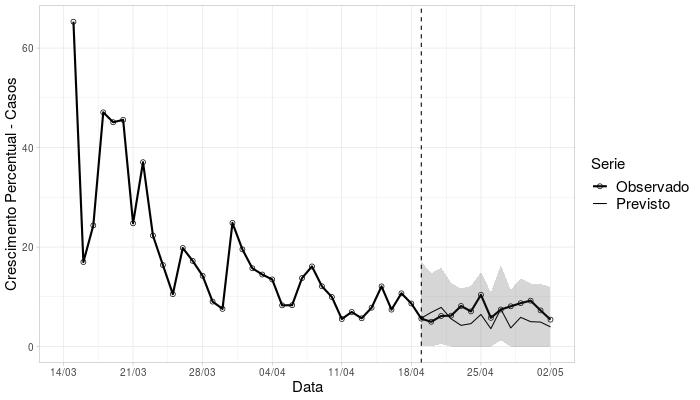 Crescimento Percentual - Casos
60
40
20
0
14/03 21/03 28/03 04/04 11/04 18/04 25/04 02/05
Data
Serie
Observado
Previsto